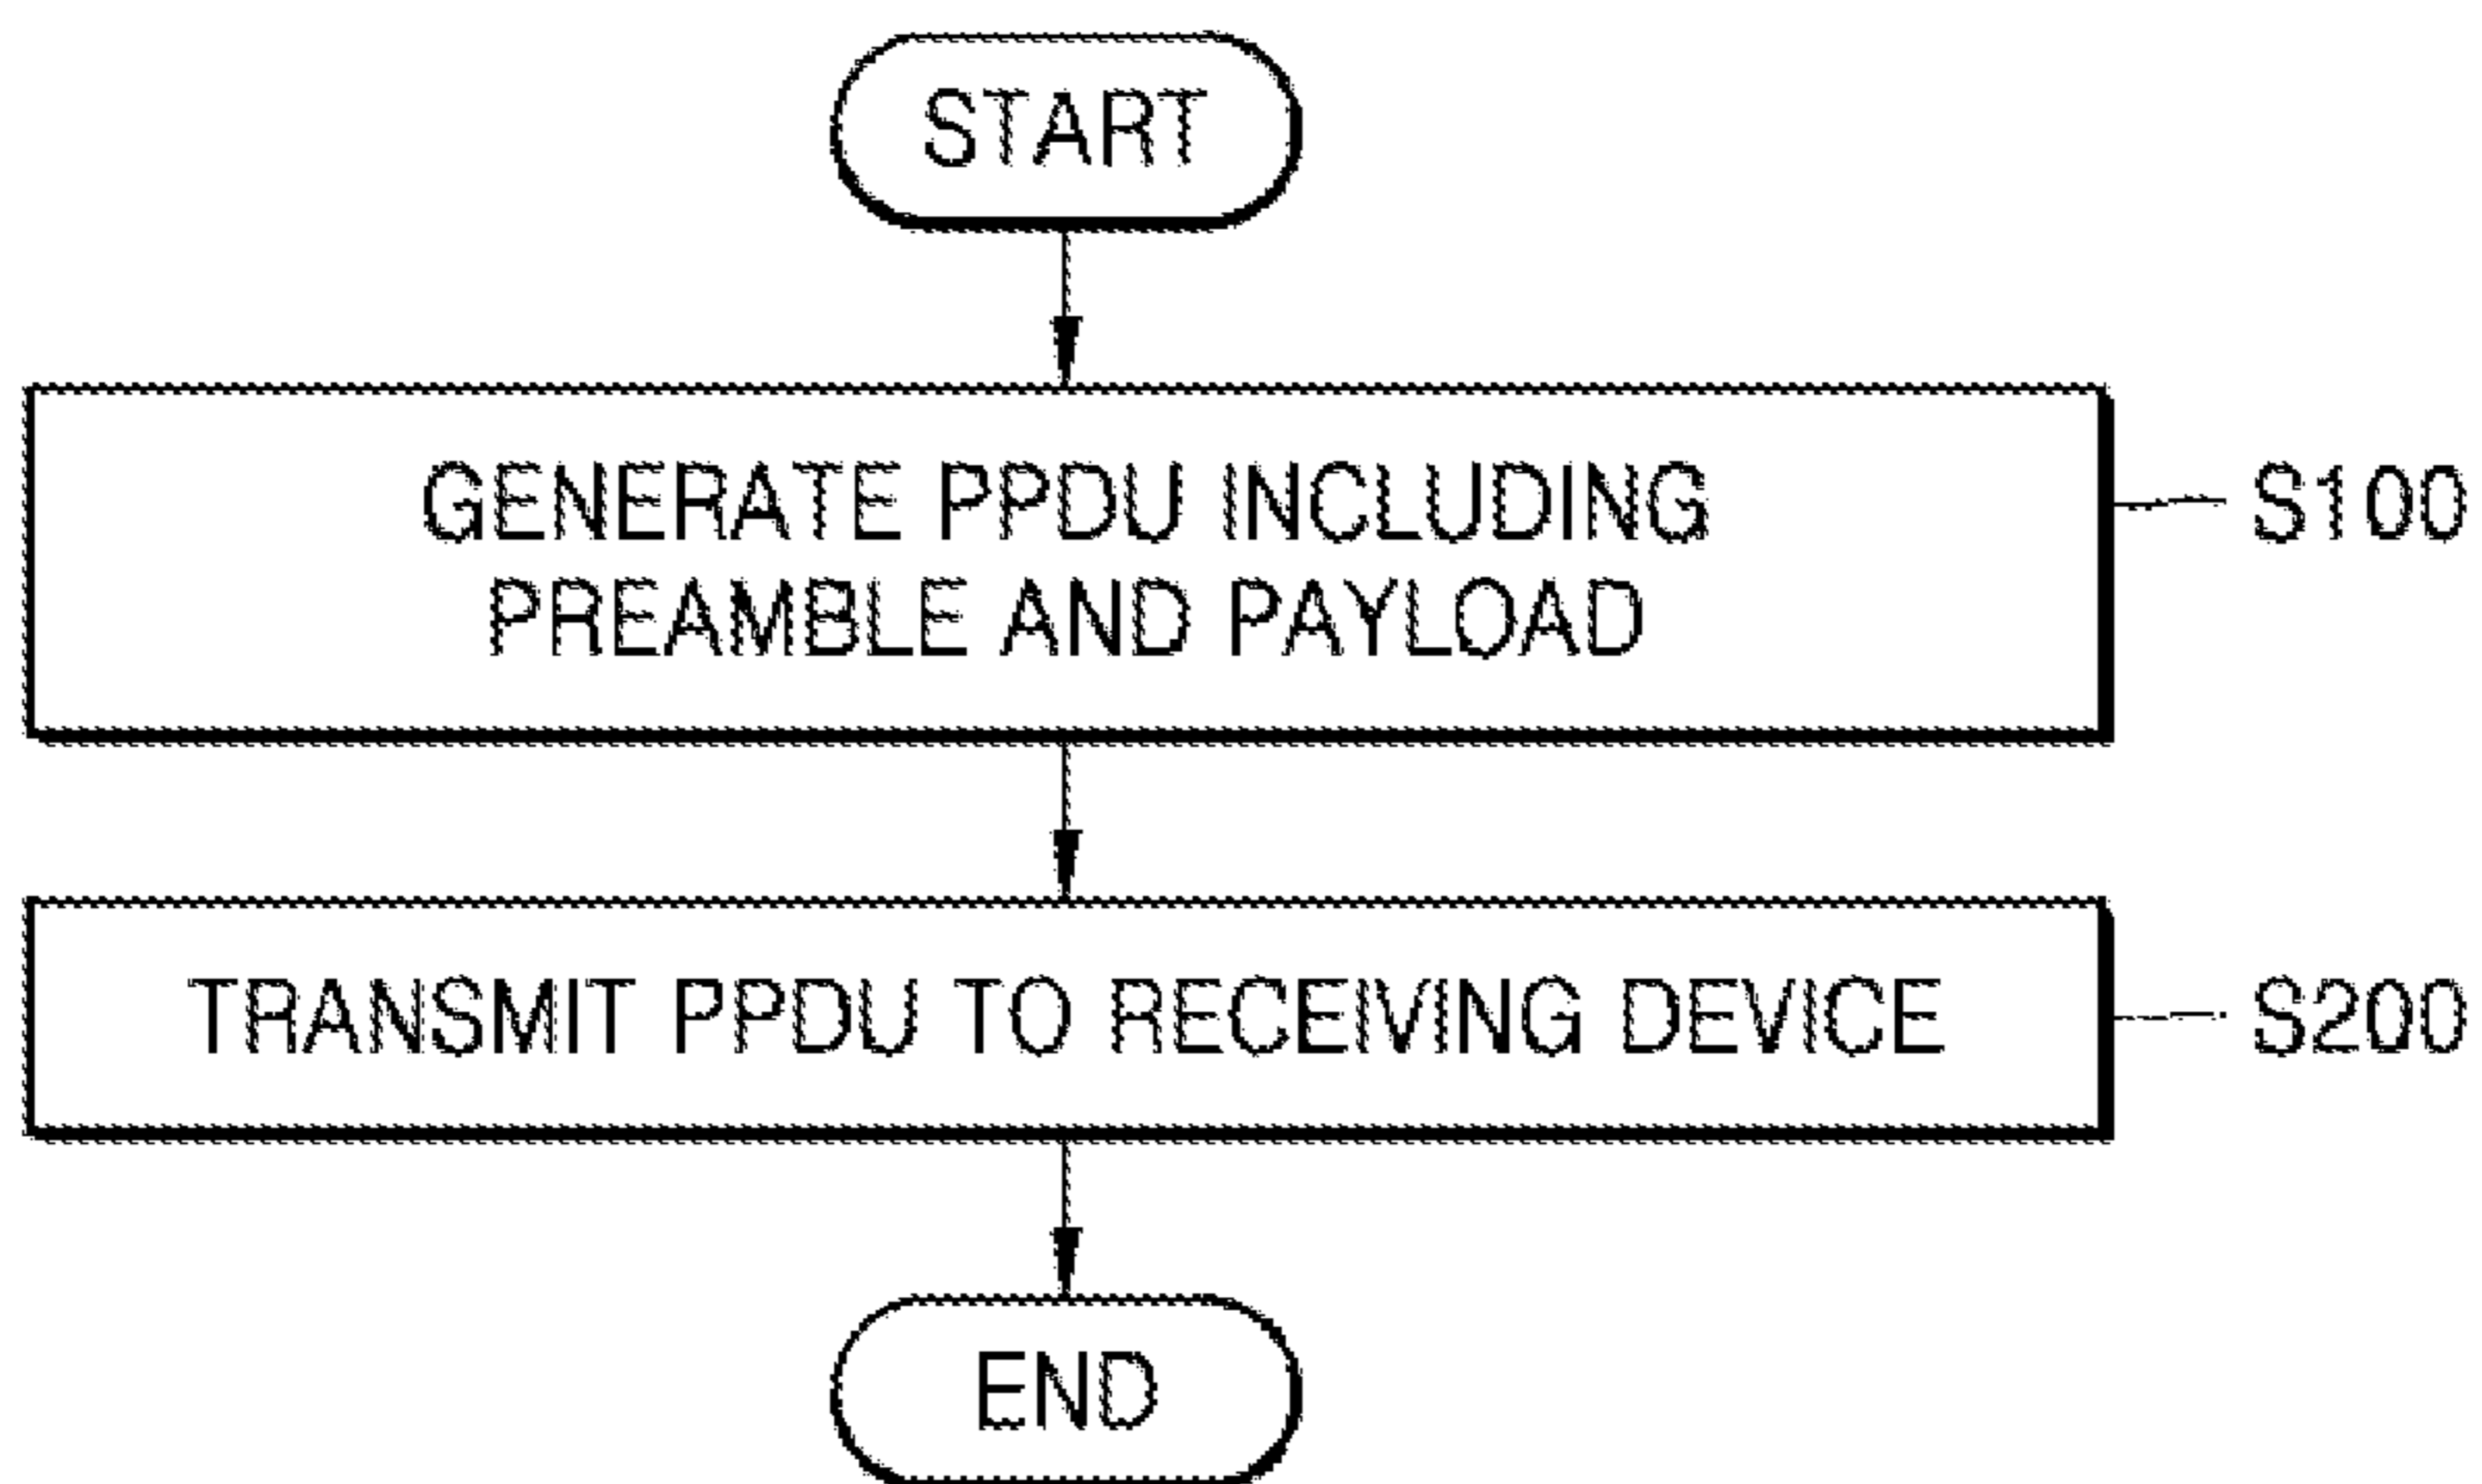 START
GENERATE PPDU INCLUDING
PREAMBLE AND PAYLOAD
S100
TRANSMIT PPDU TO RECEIVING DEVICE
S200
END